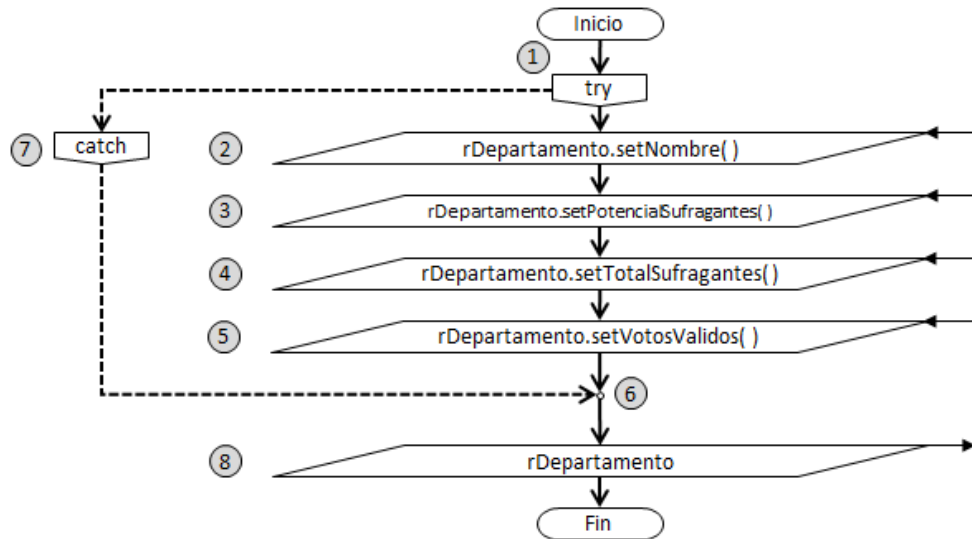 Inicio
1
try
7
catch
2
rDepartamento.setNombre( )
3
rDepartamento.setPotencialSufragantes( )
4
rDepartamento.setTotalSufragantes( )
5
rDepartamento.setVotosValidos( )
6
8
rDepartamento
Fin